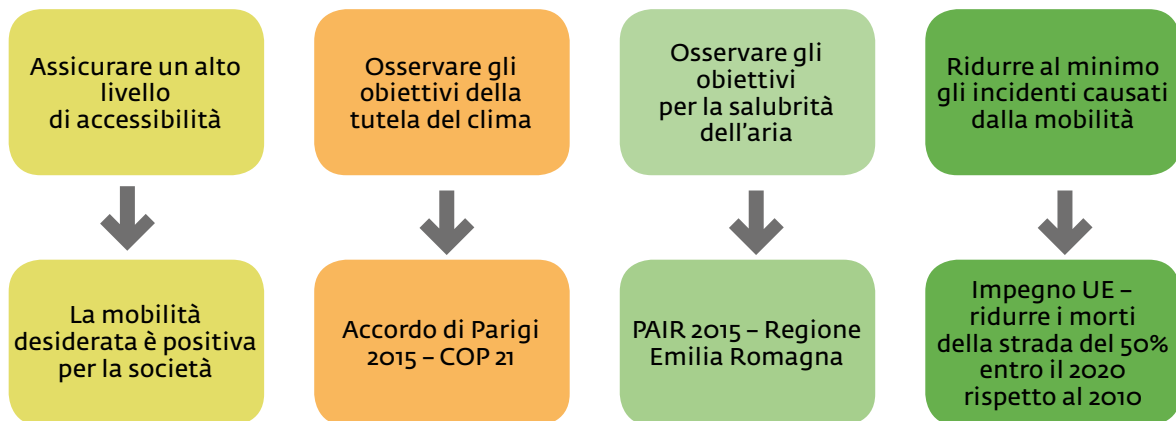 Assicurare un alto
livello
di accessibilità
Osservare gli
obiettivi della
tutela del clima
Osservare gli
obiettivi
per la salubrità
dell'aria
Ridurre al minimo
gli incidenti causati
dalla mobilità
La mobilità
desiderata è positiva
per la società
Accordo di Parigi
2015 – COP 21
PAIR 2015 – Regione
Emilia Romagna
Impegno UE –
ridurre i morti
della strada del 50%
entro il 2020
rispetto al 2010